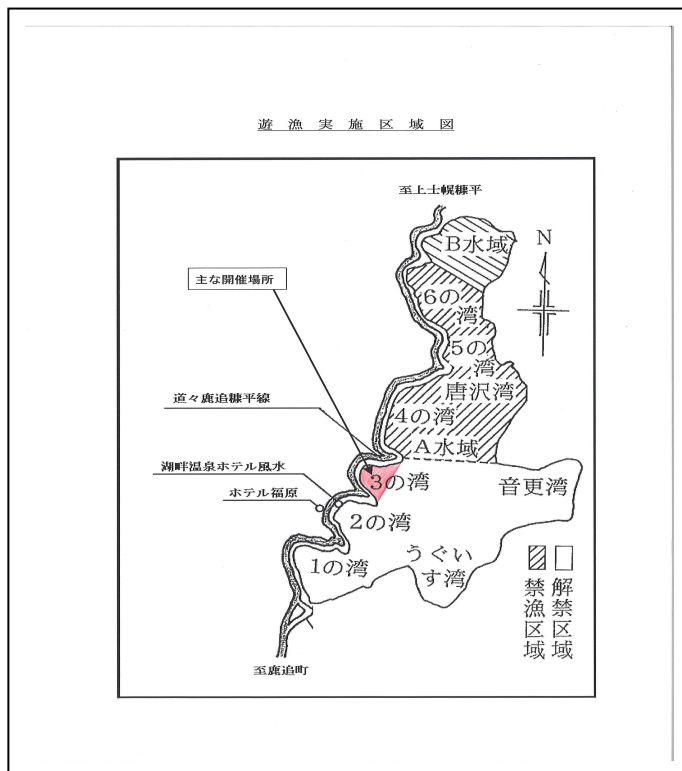 遊漁実施区域図
至上士幌糠平
B水域
N
主な開催場所
6の湾
5の湾
唐沢湾
道々鹿追糠平線
4の湾
A水域
湖畔温泉ホテル風水
3の湾
音更湾
ホテル福原
2の湾
うぐいす湾
1の湾
解禁区域
禁漁区域
至鹿追町